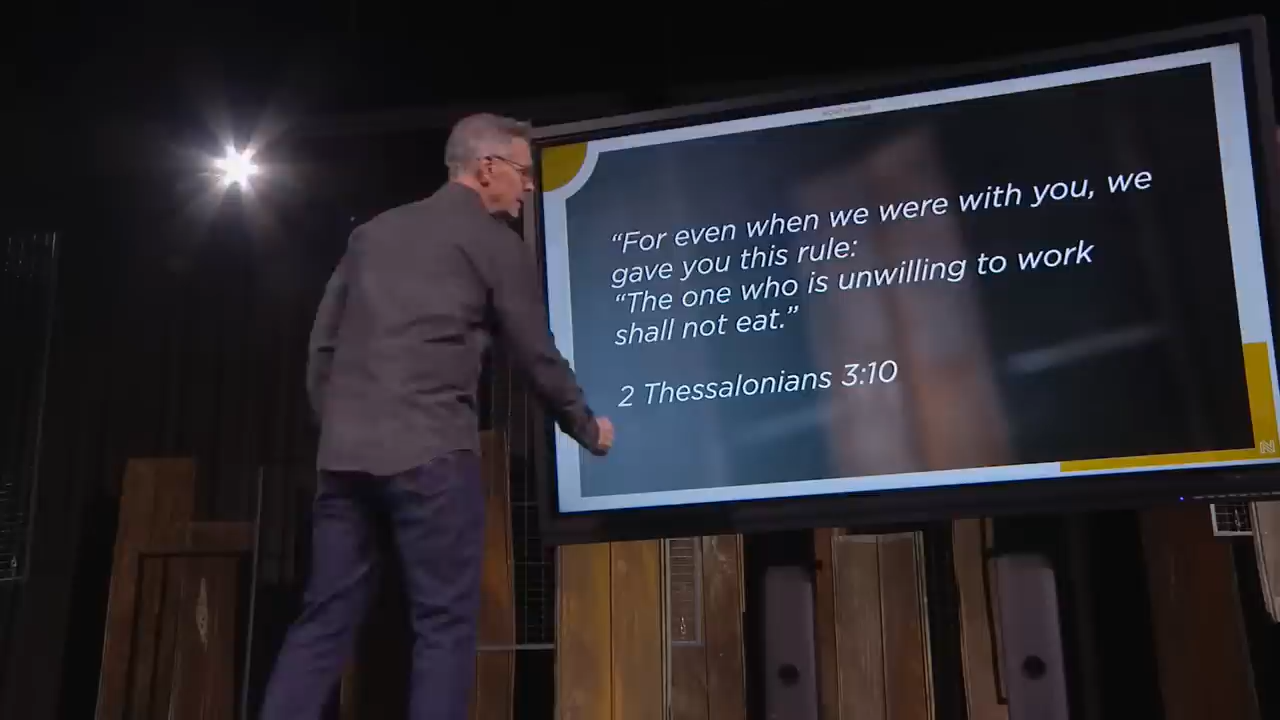 “For even when we were with you, we
gave you this rule:
“The one who is unwilling to work
shall not eat.”
2 Thessalonians 3:10